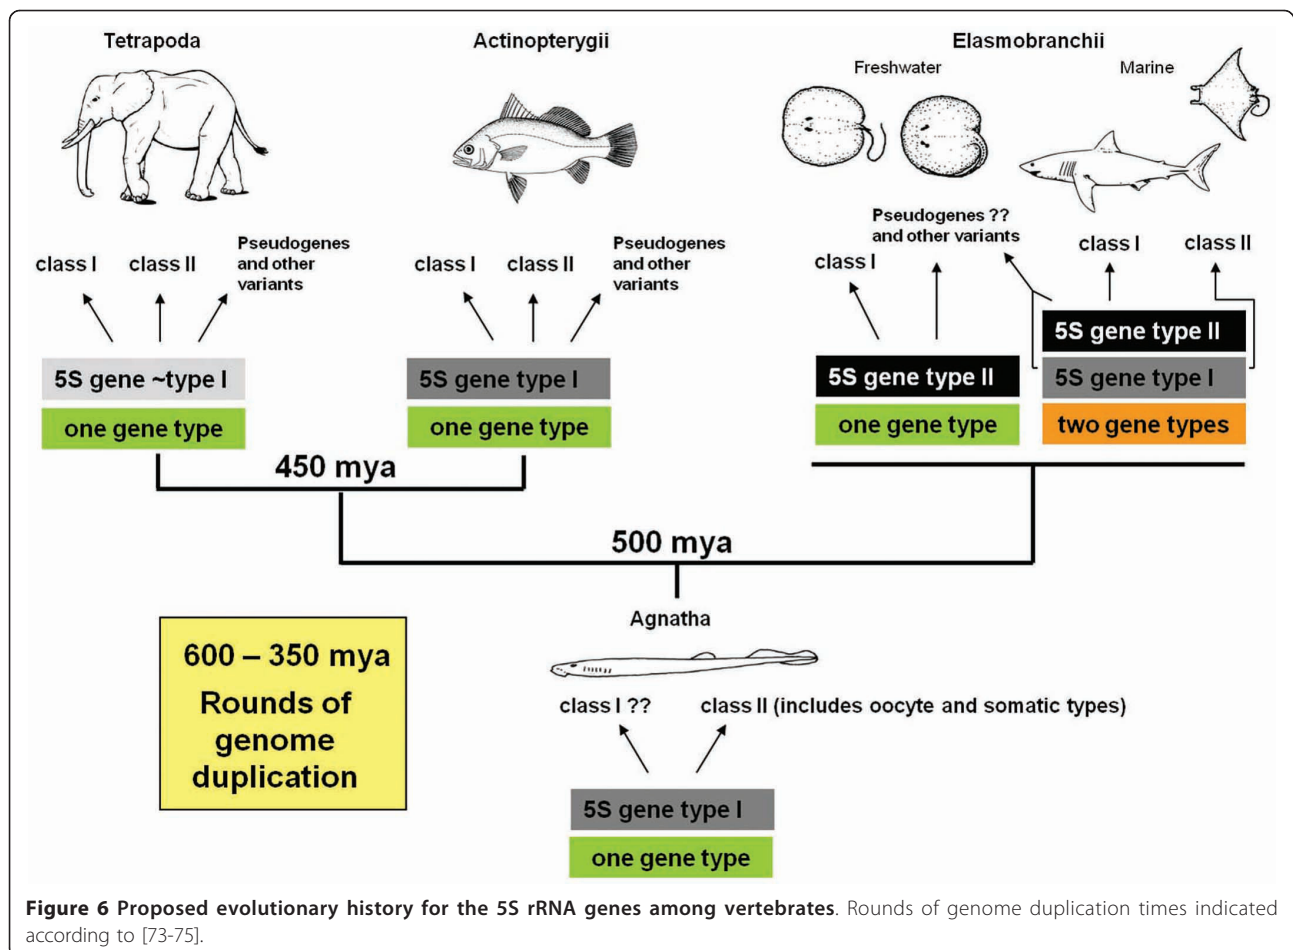 Tetrapoda
Actinopterygii
Elasmobranchii
Freshwater
Marine
class I
class II
Pseudogenes
and other
variants
class I
class II
Pseudogenes
and other
variants
class I
Pseudogenes ??
and other variants
class I
class II
5S gene ~type I
one gene type
5S gene type I
one gene type
5S gene type II
one gene type
5S gene type II
5S gene type I
two gene types
450 mya
500 mya
Agnatha
600 – 350 mya
Rounds of
genome
duplication
class I ??
class II (includes oocyte and somatic types)
5S gene type I
one gene type
Figure 6 Proposed evolutionary history for the 5S rRNA genes among vertebrates. Rounds of genome duplication times indicated
according to [73-75].